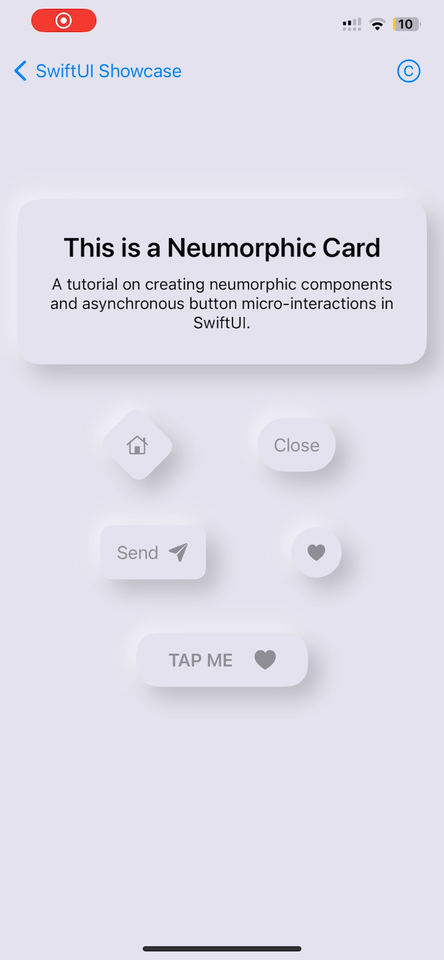 10
SwiftUI Showcase
C
This is a Neumorphic Card
A tutorial on creating neumorphic components
and asynchronous button micro-interactions in
SwiftUI.
Close
Send
TAP ME